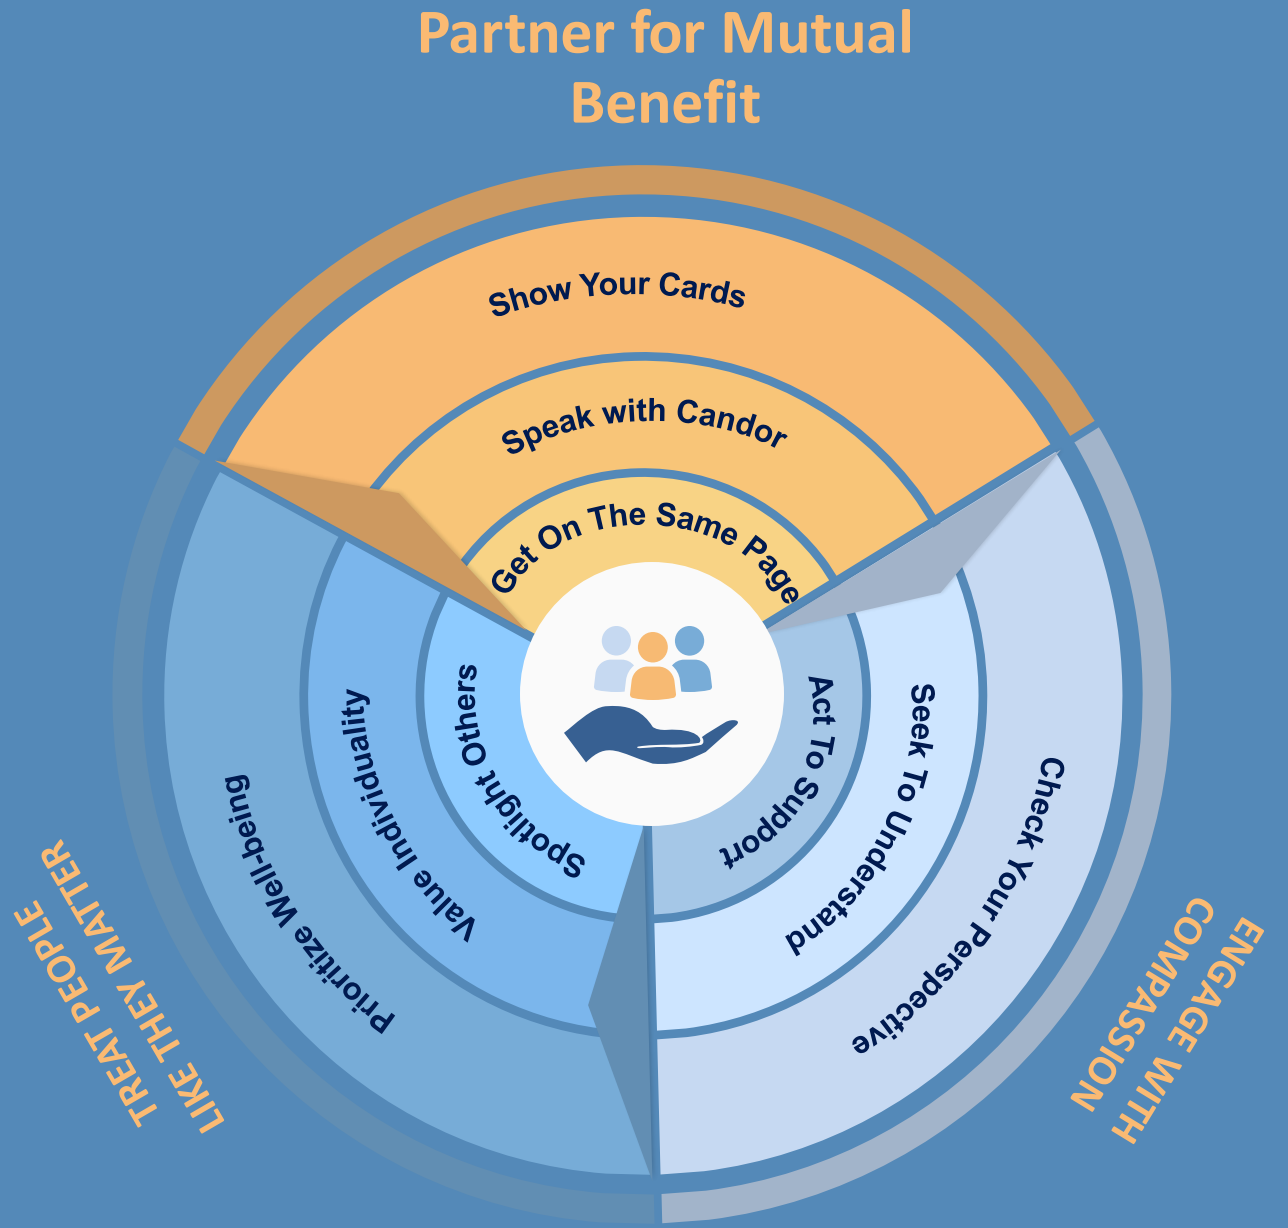 Partner for Mutual
Benefit
Show Your Cards
Speak with Candor
Get On The Same Page
Act To Support
Seek To Understand
Check Your Perspective
ENGAGE WITH
COMPASSION
Spotlight Others
Value Individuality
Prioritize Well-being
TREAT PEOPLE
LIKE THEY MATTER